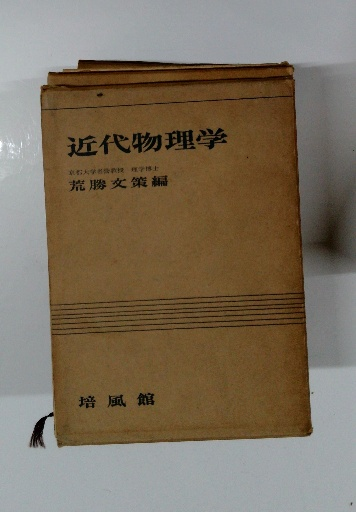 近代物理学
京都大学名誉教授 理学博士
荒勝文策編
培風館